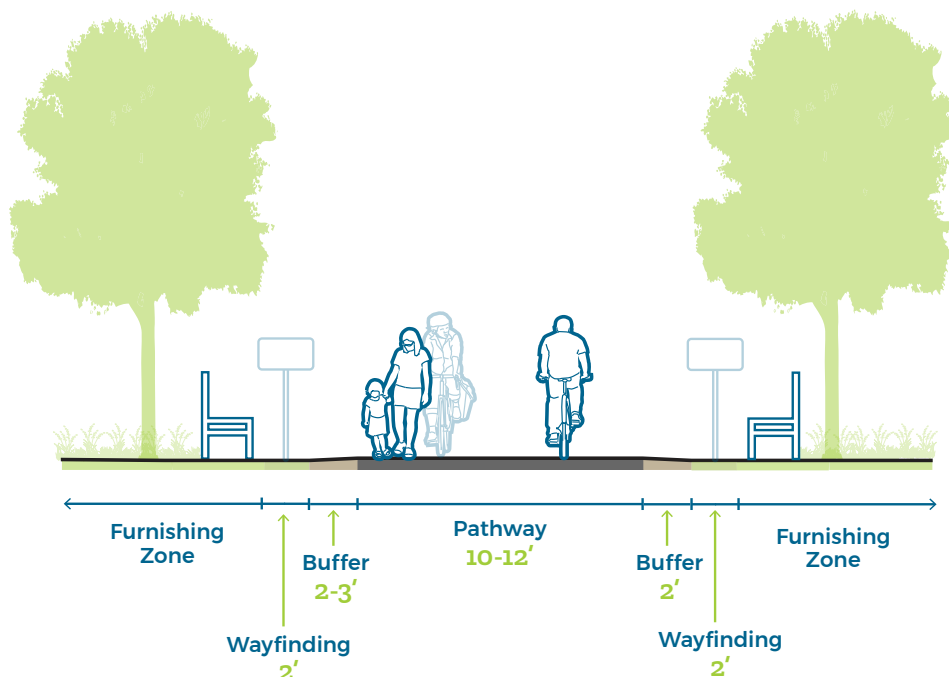 Furnishing
Zone
Wayfinding
2'
Buffer
2-3'
Pathway
10-12'
Buffer
2'
Wayfinding
2'
Furnishing
Zone